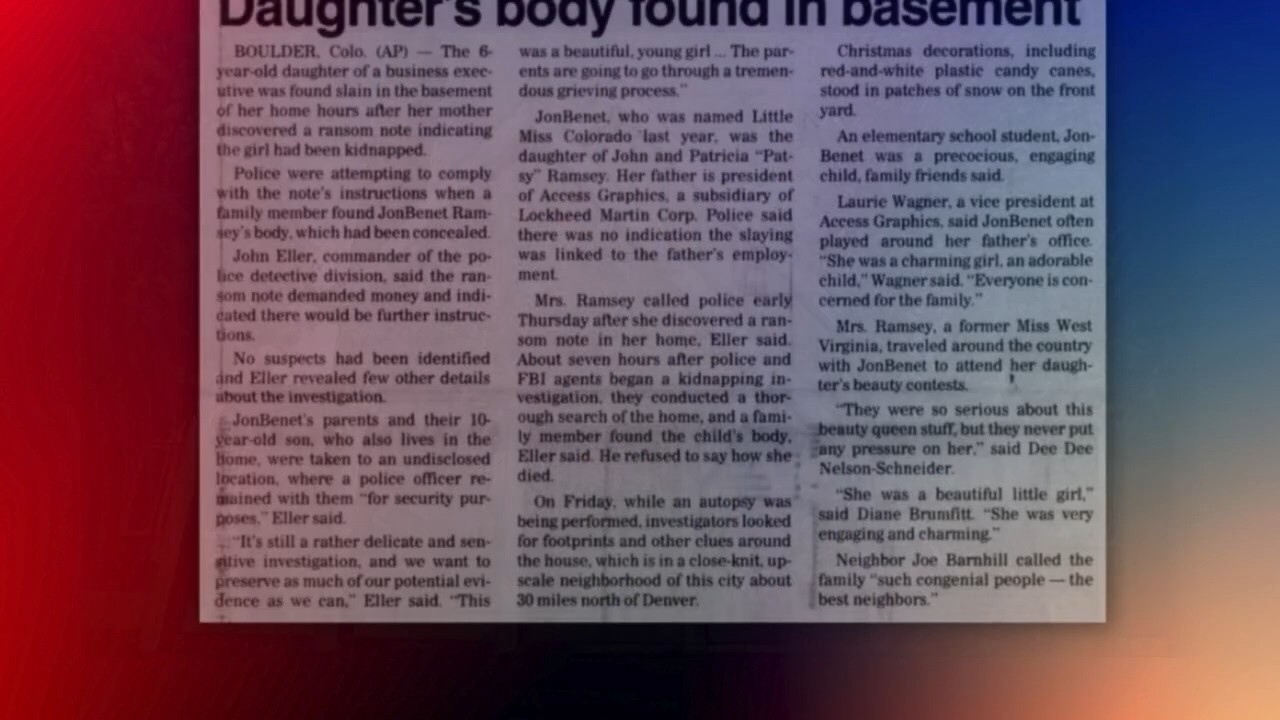 Daughter's body found in basement
BOULDER, Colo. (AP) — The 6-
year-old daughter of a business exec-
utive was found slain in the basement
of her home hours after her mother
discovered a ransom note indicating
the girl had been kidnapped.
Police were attempting to comply
with the note's instructions when a
family member found JonBenet Ram-
sey's body, which had been concealed.
John Eller, commander of the po-
lice detective division, said the ran-
som note demanded money and indi-
cated there would be further instruc-
tions.
No suspects had been identified
and Eller revealed few other details
about the investigation.
JonBenet's parents and their 10-
year-old son, who also lives in the
home, were taken to an undisclosed
location, where a police officer re-
mained with them "for security pur-
poses," Eller said.
"It's still a rather delicate and sen-
sitive investigation, and we want to
preserve as much of our potential evi-
dence as we can," Eller said. "This
was a beautiful, young girl ... The par-
ents are going to go through a tremen-
dous grieving process."
JonBenet, who was named Little
Miss Colorado last year, was the
daughter of John and Patricia "Pat-
sy" Ramsey. Her father is president
of Access Graphics, a subsidiary of
Lockheed Martin Corp. Police said
there was no indication the slaying
was linked to the father's employ-
ment.
Mrs. Ramsey called police early
Thursday after she discovered a ran-
som note in her home, Eller said.
About seven hours after police and
FBI agents began a kidnapping in-
vestigation, they conducted a thor-
ough search of the home, and a fami-
ly member found the child's body,
Eller said. He refused to say how she
died.
On Friday, while an autopsy was
being performed, investigators looked
for footprints and other clues around
the house, which is in a close-knit, up-
scale neighborhood of this city about
30 miles north of Denver.
Christmas decorations, including
red-and-white plastic candy canes,
stood in patches of snow on the front
yard.
An elementary school student, Jon-
Benet was a precocious, engaging
child, family friends said.
Laurie Wagner, a vice president at
Access Graphics, said JonBenet often
played around her father's office.
"She was a charming girl, an adorable
child," Wagner said. "Everyone is con-
cerned for the family."
Mrs. Ramsey, a former Miss West
Virginia, traveled around the country
with JonBenet to attend her daugh-
ter's beauty contests.
"They were so serious about this
beauty queen stuff, but they never put
any pressure on her," said Dee Dee
Nelson-Schneider.
"She was a beautiful little girl,"
said Diane Brumfitt. "She was very
engaging and charming."
Neighbor Joe Barnhill called the
family "such congenial people — the
best neighbors."